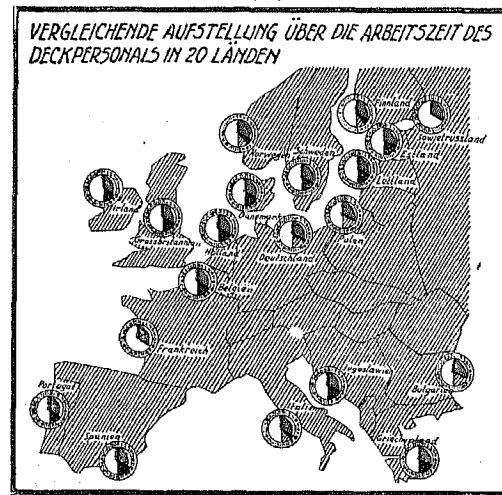 VERGLEICHENDE AUFSTELLUNG ÜBER DIE ARBEITSZEIT DES
DECKPERSONALS IN 20 LÄNDEN
Finnland
Sowjetrussland
Norwegen
Schweden
Estland
Lettland
Irland
Dänemark
Grossbritannien
Holland
Deutschland
Polen
Belgien
Frankreich
Jugoslawien
Bulgarien
Portugal
Italien
Spanien
Griechenland